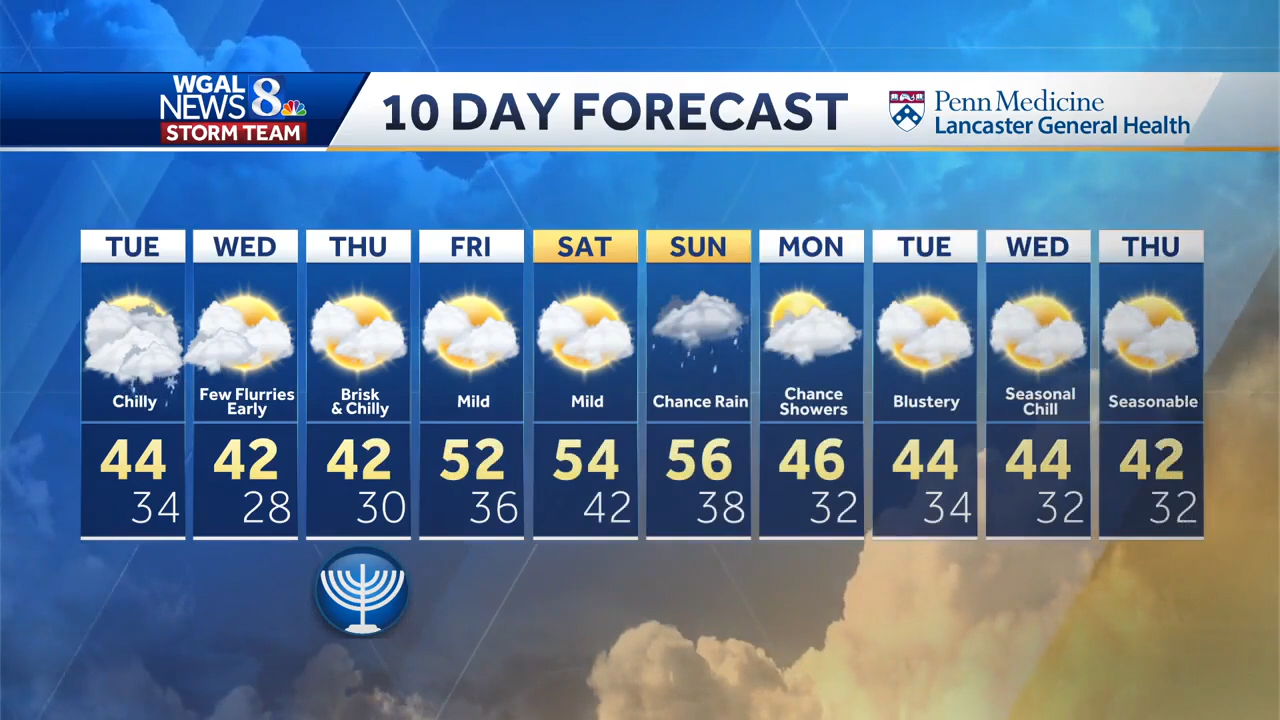 WGAL
NEWS 8
STORM TEAM
10 DAY FORECAST
Penn Medicine
Lancaster General Health
TUE WED THU FRI SAT SUN MON TUE WED THU
Chilly
Few Flurries
Early
Brisk
& Chilly
Mild
Mild
Chance Rain
Chance
Showers
Blustery
Seasonal
Chill
Seasonable
44 42 42 52 54 56 46 44 44 42
34 28 30 36 42 38 32 34 32 32